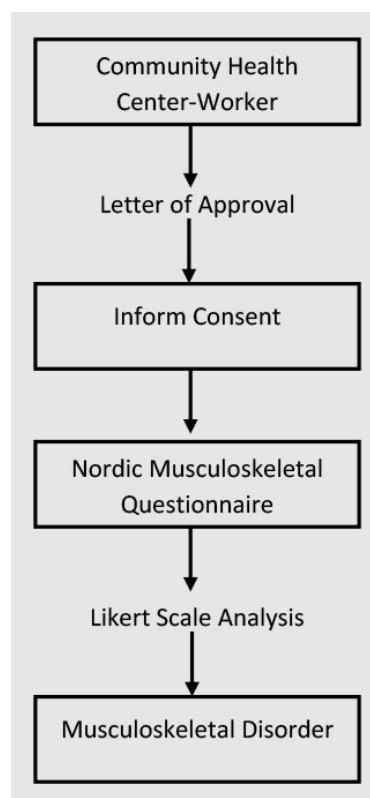 Community Health
Center-Worker
Letter of Approval
Inform Consent
Nordic Musculoskeletal
Questionnaire
Likert Scale Analysis
Musculoskeletal Disorder